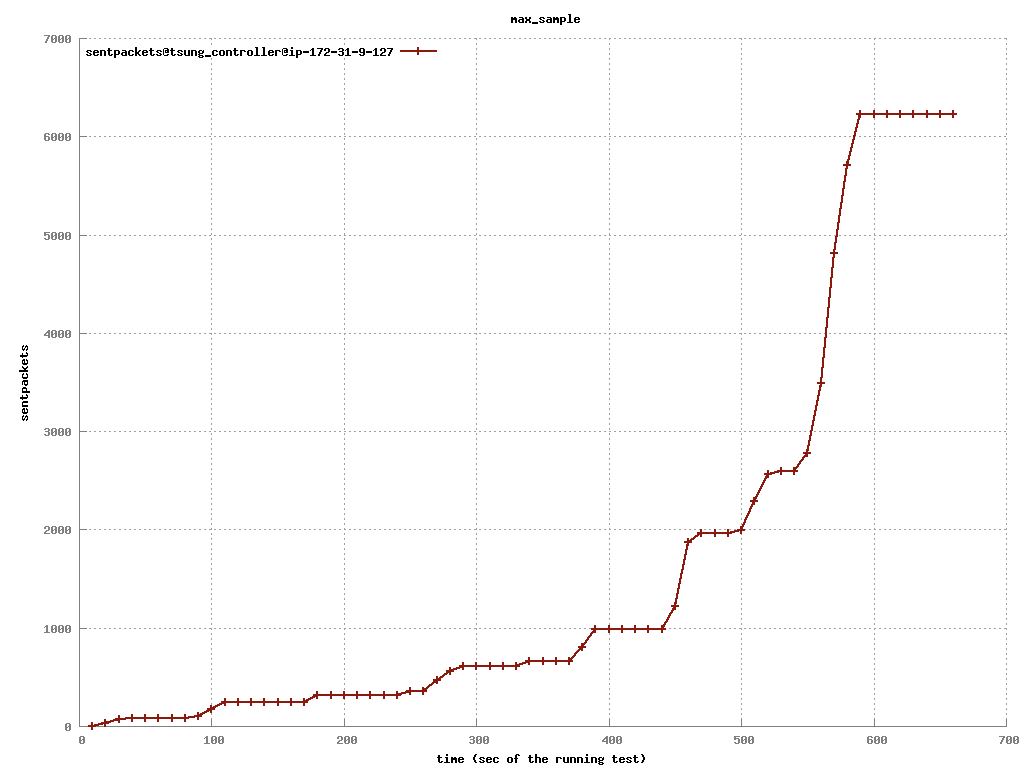 max_sample
sentpackets@tsung_controller@ip-172-31-9-127
7000
6000
5000
4000
3000
2000
1000
0
sentpackets
0 100 200 300 400 500 600 700
time (sec of the running test)